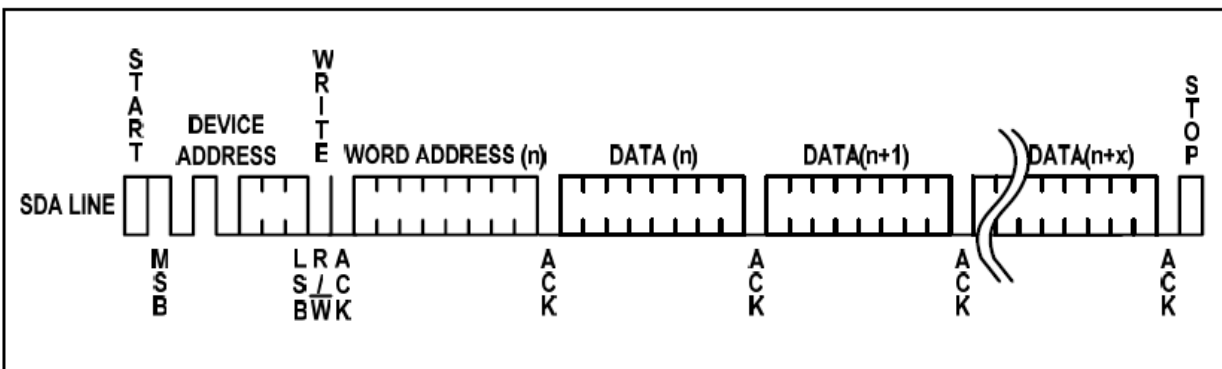 START
WRITE
STOP
DEVICE
ADDRESS
WORD ADDRESS (n)
DATA (n)
DATA(n+1)
DATA(n+x)
SDA LINE
MSB
LSB
R/W
ACK
ACK
ACK
ACK
ACK